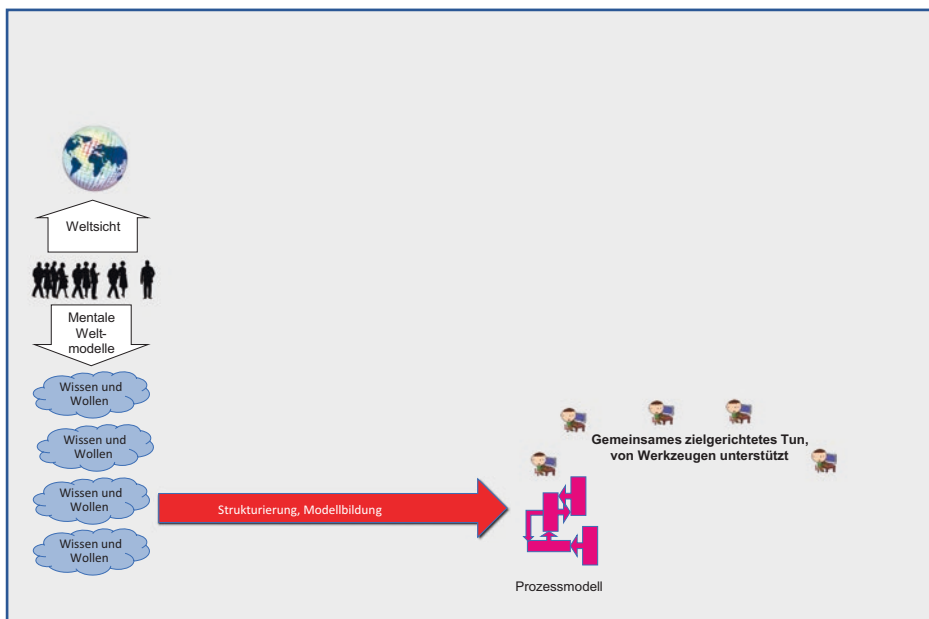 Weltsicht
Mentale
Welt-
modelle
Wissen und
Wollen
Wissen und
Wollen
Wissen und
Wollen
Wissen und
Wollen
Strukturierung, Modellbildung
Gemeinsames zielgerichtetes Tun,
von Werkzeugen unterstützt
Prozessmodell